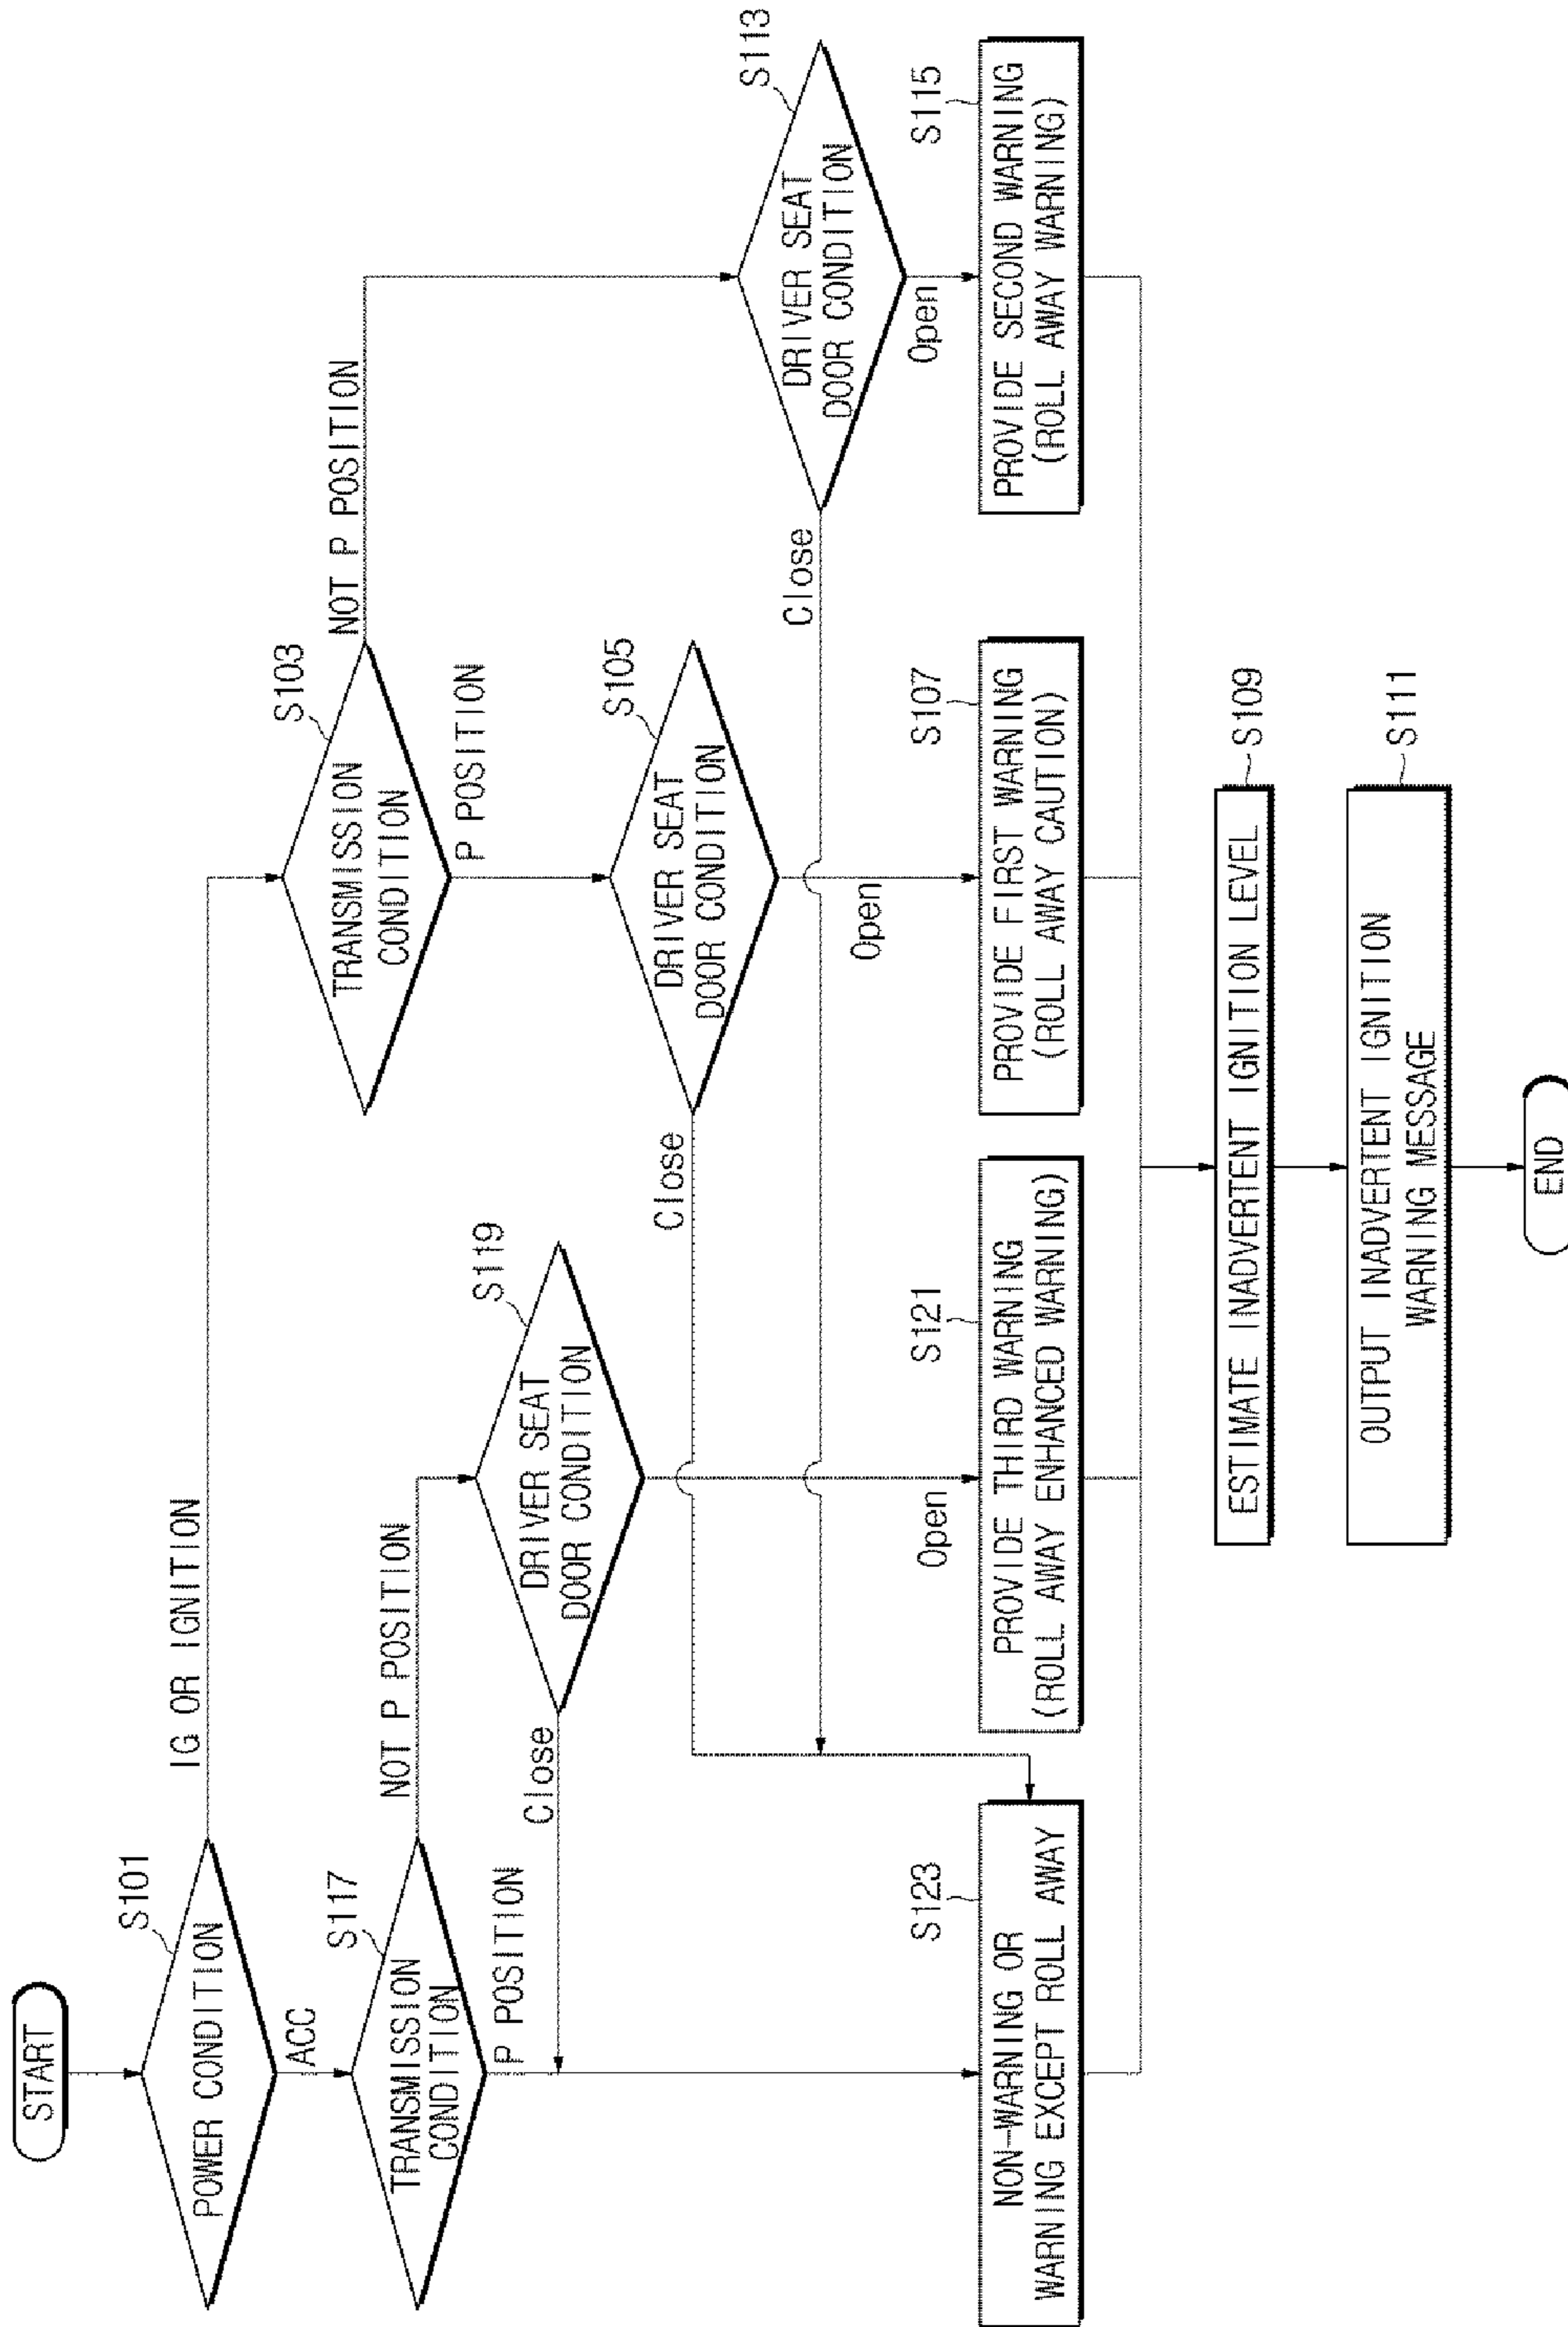 START
POWER CONDITION
S101
IG OR IGNITION
ACC
TRANSMISSION
CONDITION
S103
NOT P POSITION
P POSITION
TRANSMISSION
CONDITION
S117
NOT P POSITION
P POSITION
DRIVER SEAT
DOOR CONDITION
S119
Close
Open
DRIVER SEAT
DOOR CONDITION
S105
Close
Open
DRIVER SEAT
DOOR CONDITION
S113
Close
Open
NON-WARNING OR
WARNING EXCEPT ROLL AWAY
S123
PROVIDE THIRD WARNING
(ROLL AWAY ENHANCED WARNING)
S121
PROVIDE FIRST WARNING
(ROLL AWAY CAUTION)
S107
PROVIDE SECOND WARNING
(ROLL AWAY WARNING)
S115
ESTIMATE INADVERTENT IGNITION LEVEL
S109
OUTPUT INADVERTENT IGNITION
WARNING MESSAGE
S111
END